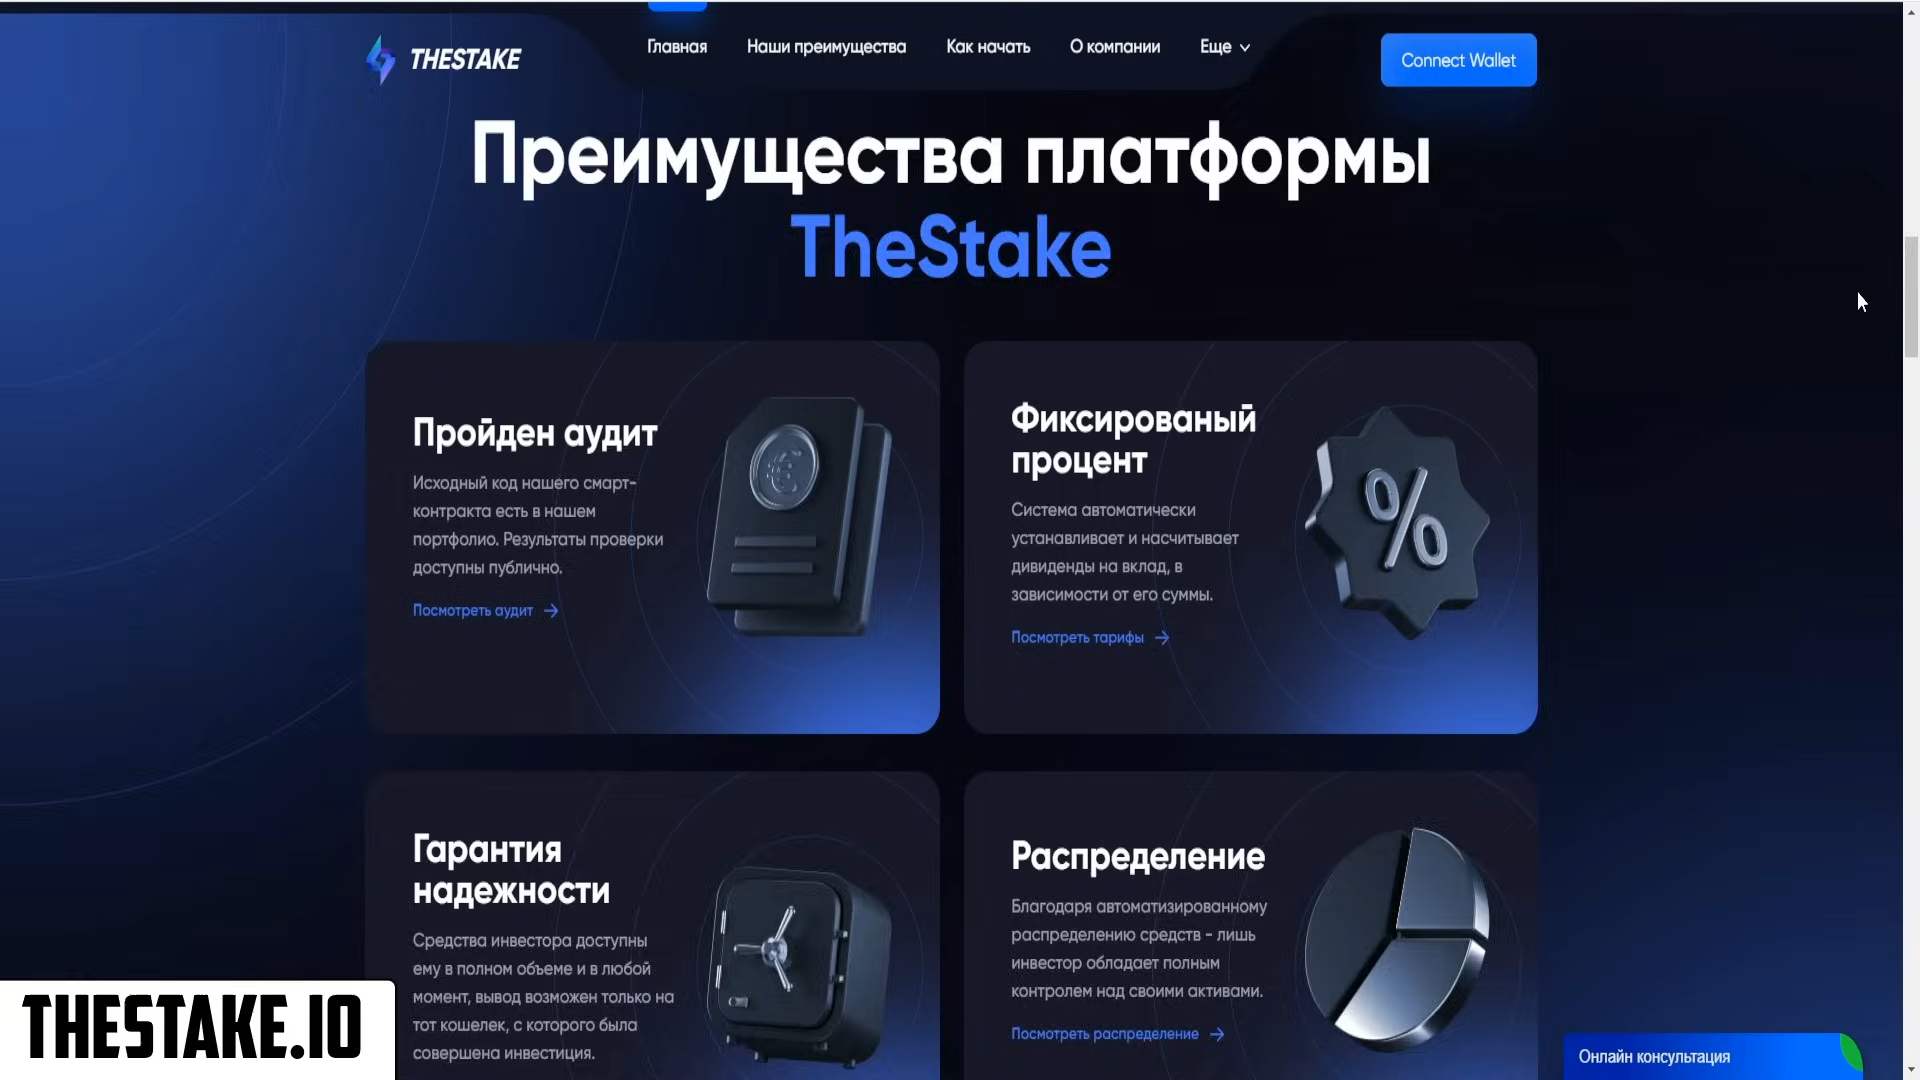 THESTAKE
Главная
Наши преимущества
Как начать
О компании
Еще
Connect Wallet
Преимущества платформы
TheStake
Пройден аудит
Исходный код нашего смарт-
контракта есть в нашем
портфолио. Результаты проверки
доступны публично.
Посмотреть аудит
Фиксированый
процент
Система автоматически
устанавливает и насчитывает
дивиденды на вклад, в
зависимости от его суммы.
Посмотреть тарифы
%
Гарантия
надежности
Средства инвестора доступны
ему в полном объеме и в любой
момент, вывод возможен только на
тот кошелек, с которого была
совершена инвестиция.
Распределение
Благодаря автоматизированному
распределению средств - лишь
инвестор обладает полным
контролем над своими активами.
Посмотреть распределение
THESTAKE.IO
Онлайн консультация